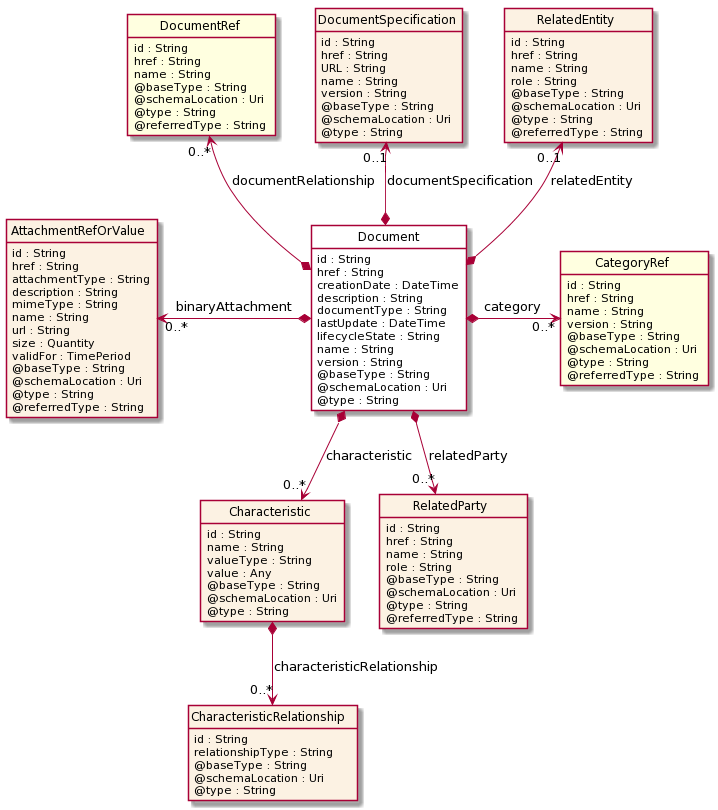 DocumentRef
id : String
href : String
name : String
@baseType : String
@schemaLocation : Uri
@type : String
@referredType : String
DocumentSpecification
id : String
href : String
URL : String
name : String
version : String
@baseType : String
@schemaLocation : Uri
@type : String
RelatedEntity
id : String
href : String
name : String
role : String
@baseType : String
@schemaLocation : Uri
@type : String
@referredType : String
0..*
0..1
0..1
documentRelationship
documentSpecification
relatedEntity
AttachmentRefOrValue
id : String
href : String
attachmentType : String
description : String
mimeType : String
name : String
url : String
size : Quantity
validFor : TimePeriod
@baseType : String
@schemaLocation : Uri
@type : String
@referredType : String
binaryAttachment
0..*
Document
id : String
href : String
creationDate : DateTime
description : String
documentType : String
lastUpdate : DateTime
lifecycleState : String
name : String
version : String
@baseType : String
@schemaLocation : Uri
@type : String
category
0..*
CategoryRef
id : String
href : String
name : String
version : String
@baseType : String
@schemaLocation : Uri
@type : String
@referredType : String
characteristic
relatedParty
0..*
0..*
Characteristic
id : String
name : String
valueType : String
value : Any
@baseType : String
@schemaLocation : Uri
@type : String
RelatedParty
id : String
href : String
name : String
role : String
@baseType : String
@schemaLocation : Uri
@type : String
@referredType : String
characteristicRelationship
0..*
CharacteristicRelationship
id : String
relationshipType : String
@baseType : String
@schemaLocation : Uri
@type : String